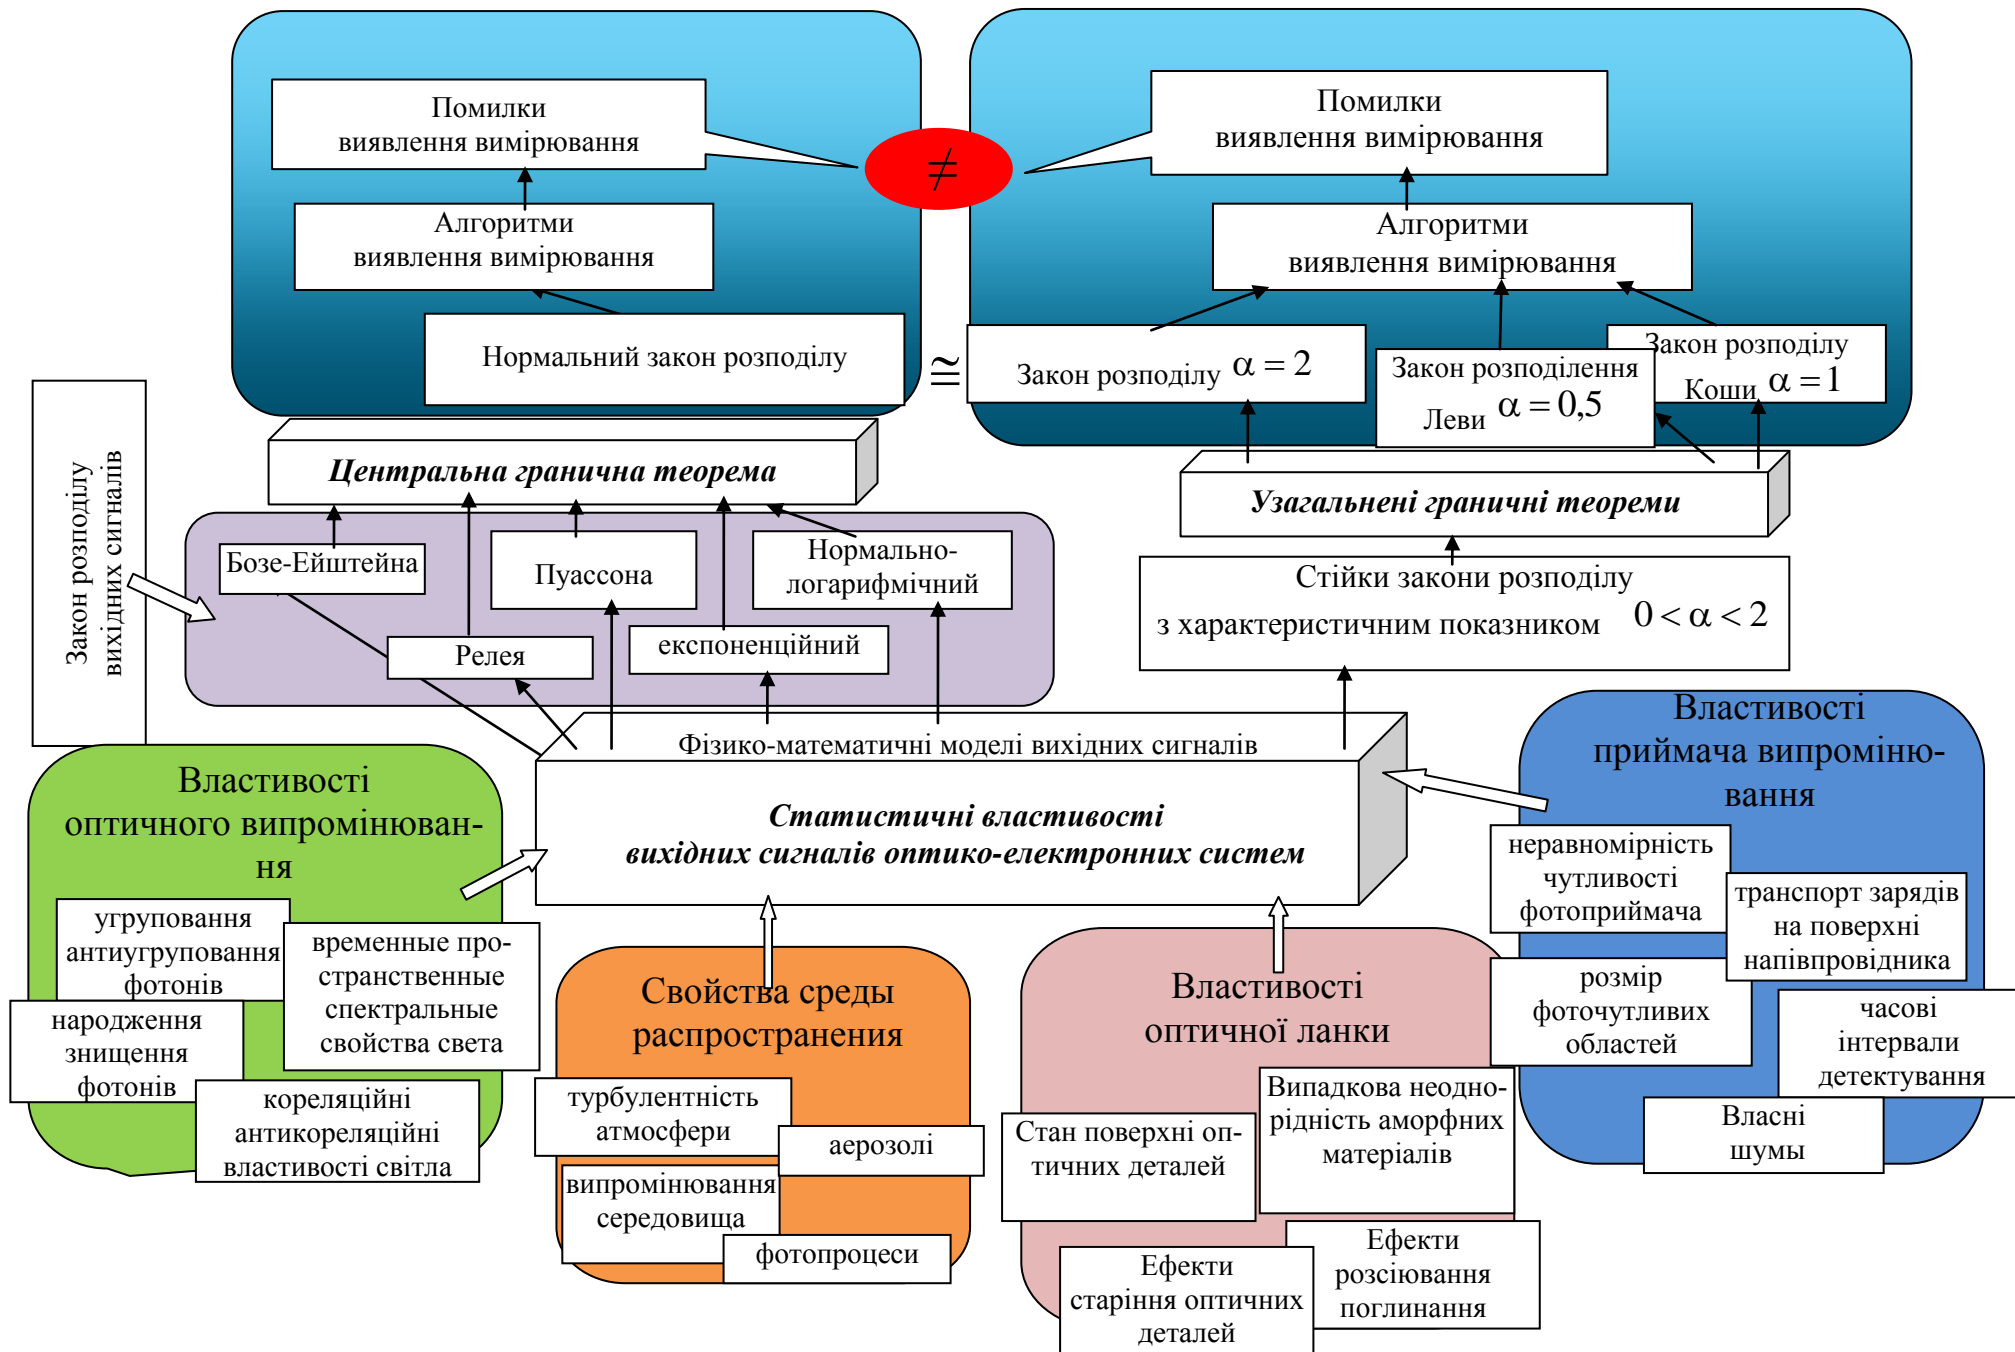 Помилки
виявлення вимірювання
Алгоритми
виявлення вимірювання
Нормальний закон розподілу
≠
≅
Помилки
виявлення вимірювання
Алгоритми
виявлення вимірювання
Закон розподілу α = 2
Закон розподілення
Леви α = 0,5
Закон розподілу
Коши α = 1
Центральна гранична теорема
Узагальнені граничні теореми
Закон розподілу
вихідних сигналів
Бозе-Ейштейна
Пуассона
Нормально-
логарифмічний
Релея
експоненційний
Стійки закони розподілу
з характеристичним показником 0 < α < 2
Фізико-математичні моделі вихідних сигналів
Статистичні властивості
вихідних сигналів оптико-електронних систем
Властивості
оптичного випромінюван-
ня
угруповання
антиугруповання
фотонів
временные про-
странственные
спектральные
свойства света
народження
знищення
фотонів
кореляційні
антикореляційні
властивості світла
Свойства среды
распространения
турбулентність
атмосфери
аерозолі
випромінювання
середовища
фотопроцеси
Властивості
оптичної ланки
Стан поверхні оп-
тичних деталей
Випадкова неодно-
рідність аморфних
матеріалів
Ефекти
старіння оптичних
деталей
Ефекти
розсіювання
поглинання
Властивості
приймача випроміню-
вання
неравномірність
чутливості
фотоприймача
транспорт зарядів
на поверхні
напівпровідника
розмір
фоточутливих
областей
часові
інтервали
детектування
Власні
шумы